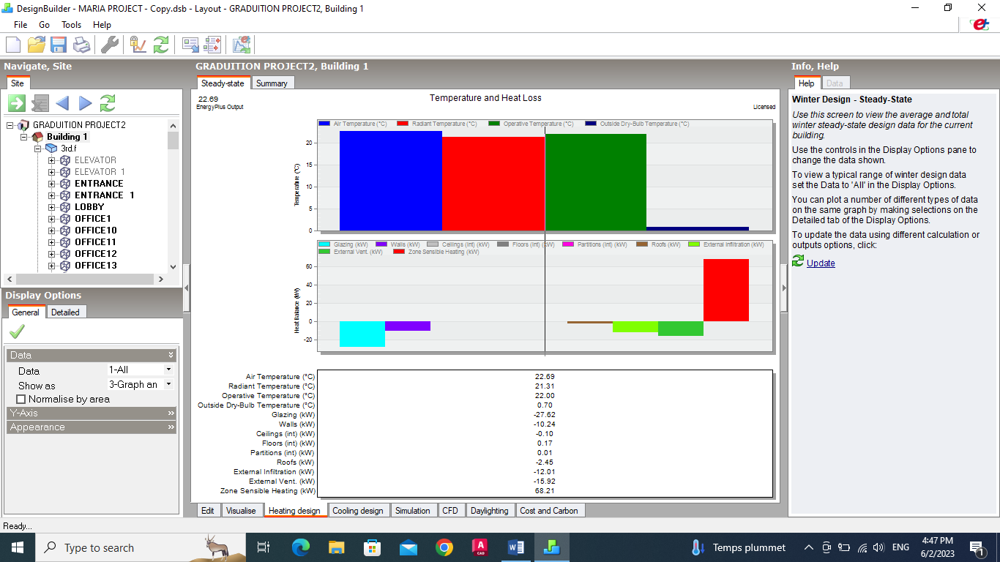 DesignBuilder - MARIA PROJECT - Copy.dsb - Layout - GRADUITION PROJECT2, Building 1
File Go Tools Help
Navigate, Site
Site
GRADUITION PROJECT2
Building 1
3rd.f
ELEVATOR
ELEVATOR 1
ENTRANCE
ENTRANCE 1
LOBBY
OFFICE1
OFFICE10
OFFICE11
OFFICE12
OFFICE13
Display Options
General Detailed
Data
Data 1-All
Show as 3-Graph an
Normalise by area
Y-Axis
Appearance
GRADUITION PROJECT2, Building 1
Steady-state Summary
22.69
EnergyPlus Output
Temperature and Heat Loss
Licensed
Air Temperature (°C) Radiant Temperature (°C) Operative Temperature (°C) Outside Dry-Bulb Temperature (°C)
Temperature (°C)
20
15
10
5
0
Glazing (kW) Walls (kW) Ceilings (int) (kW) Floors (int) (kW) Partitions (int) (kW) Roofs (kW) External Infiltration (kW)
External Vent. (kW) Zone Sensible Heating (kW)
Heat Balance (kW)
60
40
20
0
-20
Air Temperature (°C) 22.69
Radiant Temperature (°C) 21.31
Operative Temperature (°C) 22.00
Outside Dry-Bulb Temperature (°C) 0.70
Glazing (kW) -27.62
Walls (kW) -10.24
Ceilings (int) (kW) -0.10
Floors (int) (kW) 0.17
Partitions (int) (kW) 0.01
Roofs (kW) -2.45
External Infiltration (kW) -12.01
External Vent. (kW) -15.92
Zone Sensible Heating (kW) 68.21
Edit Visualise Heating design Cooling design Simulation CFD Daylighting Cost and Carbon
Info, Help
Help Data
Winter Design - Steady-State
Use this screen to view the average and total
winter steady-state design data for the current
building.
Use the controls in the Display Options pane to
change the data shown.
To view a typical range of winter design data
set the Data to 'All' in the Display Options.
You can plot a number of different types of data
on the same graph by making selections on the
Detailed tab of the Display Options.
To update the data using different calculation or
outputs options, click:
Update
Ready...
Type to search
Temps plummet
ENG
4:47 PM
6/2/2023
1